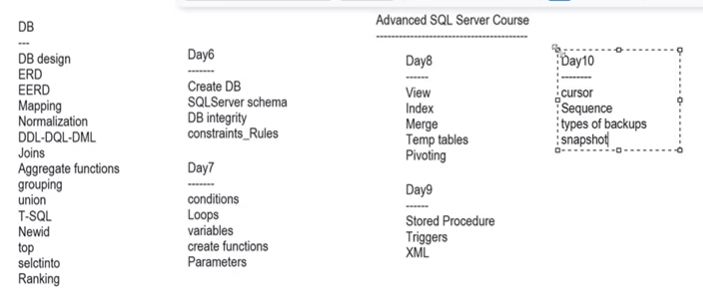 Advanced SQL Server Course
---------------------------------------
DB
---
DB design
ERD
EERD
Mapping
Normalization
DDL-DQL-DML
Joins
Aggregate functions
grouping
union
T-SQL
Newid
top
selctinto
Ranking
Day6
-------
Create DB
SQLServer schema
DB integrity
constraints_Rules
Day7
-------
conditions
Loops
variables
create functions
Parameters
Day8
------
View
Index
Merge
Temp tables
Pivoting
Day9
------
Stored Procedure
Triggers
XML
Day10
--------
cursor
Sequence
types of backups
snapshot